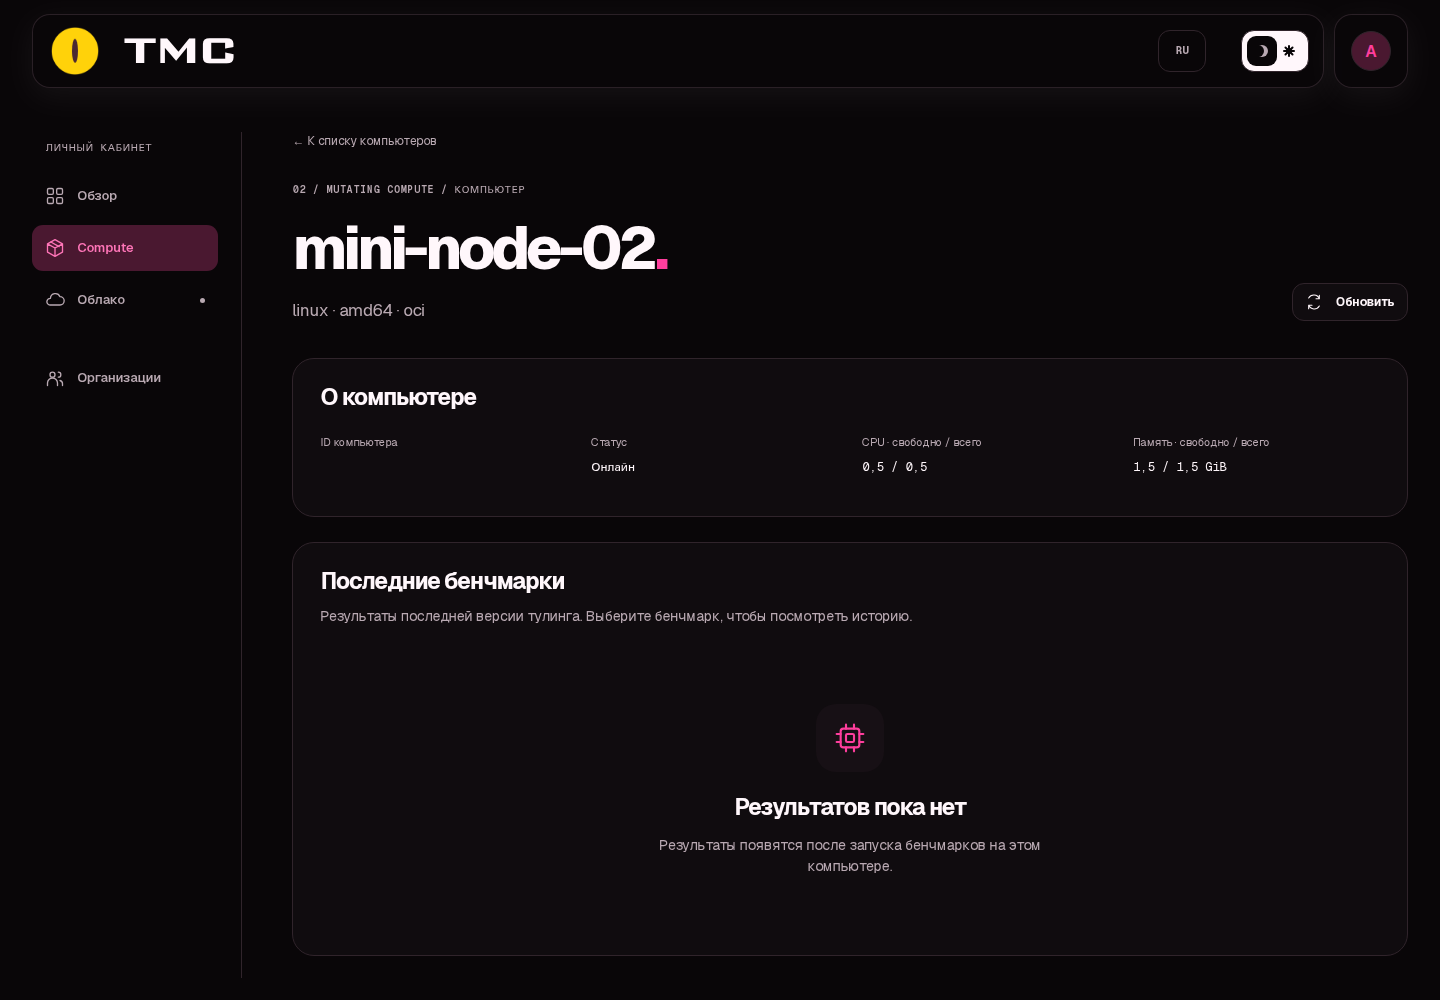 TMC
RU
A
ЛИЧНЫЙ КАБИНЕТ
Обзор
Compute
Облако
Организации
← К списку компьютеров
02 / MUTATING COMPUTE / КОМПЬЮТЕР
mini-node-02.
linux · amd64 · oci
Обновить
О компьютере
ID компьютера
Статус
Онлайн
CPU · свободно / всего
0,5 / 0,5
Память · свободно / всего
1,5 / 1,5 GiB
Последние бенчмарки
Результаты последней версии тулинга. Выберите бенчмарк, чтобы посмотреть историю.
Результатов пока нет
Результаты появятся после запуска бенчмарков на этом
компьютере.